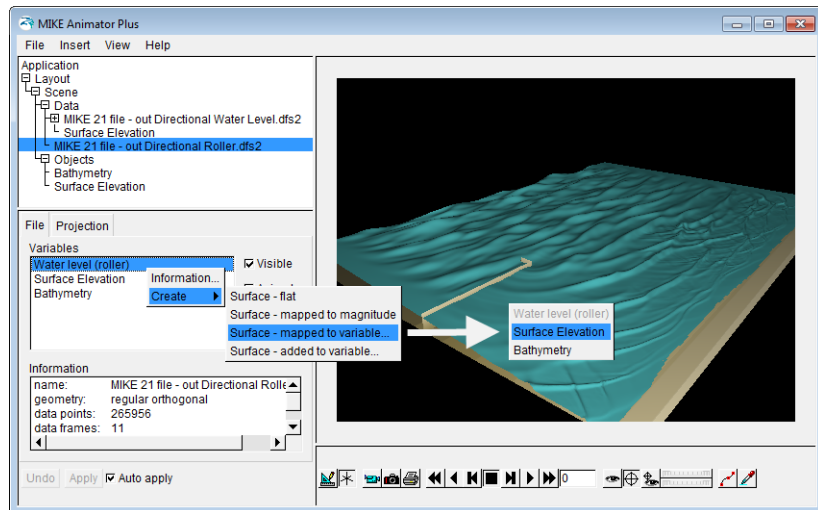 MIKE Animator Plus
File Insert View Help
Application
Layout
Scene
Data
MIKE 21 file - out Directional Water Level.dfs2
Surface Elevation
MIKE 21 file - out Directional Roller.dfs2
Objects
Bathymetry
Surface Elevation
File Projection
Variables
Water level (roller)
Surface Elevation
Bathymetry
Visible
Information...
Create
Surface - flat
Surface - mapped to magnitude
Surface - mapped to variable...
Surface - added to variable...
Water level (roller)
Surface Elevation
Bathymetry
Information
name: MIKE 21 file - out Directional Rolle
geometry: regular orthogonal
data points: 265956
data frames: 11
Undo Apply Auto apply
0